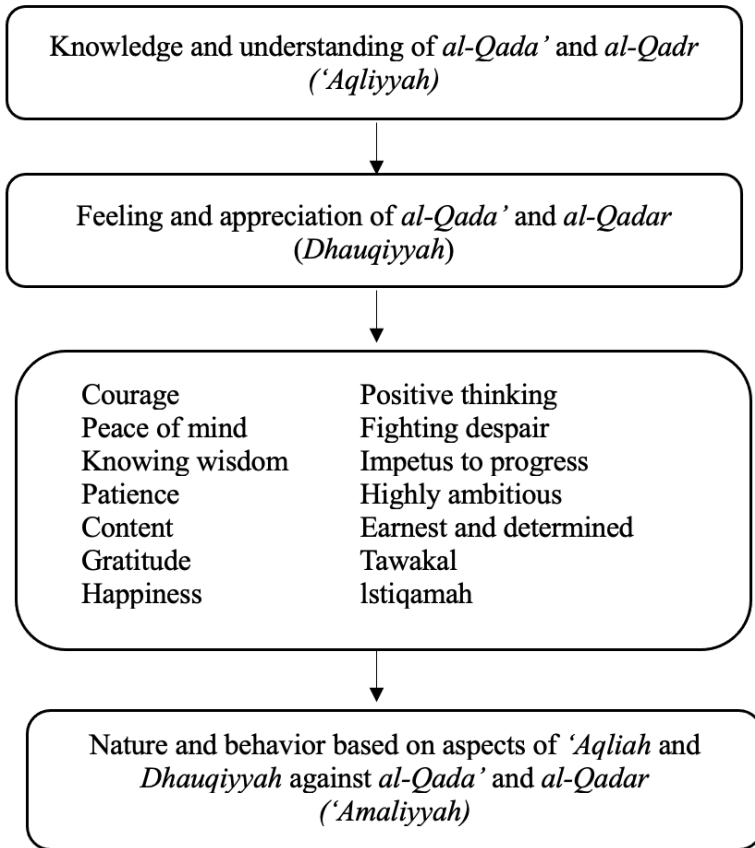 Knowledge and understanding of al-Qada’ and al-Qadr
(‘Aqliyyah)
Feeling and appreciation of al-Qada’ and al-Qadar
(Dhauqiyyah)
Courage
Peace of mind
Knowing wisdom
Patience
Content
Gratitude
Happiness
Positive thinking
Fighting despair
Impetus to progress
Highly ambitious
Earnest and determined
Tawakal
lstiqamah
Nature and behavior based on aspects of ‘Aqliah and
Dhauqiyyah against al-Qada’ and al-Qadar
(‘Amaliyyah)